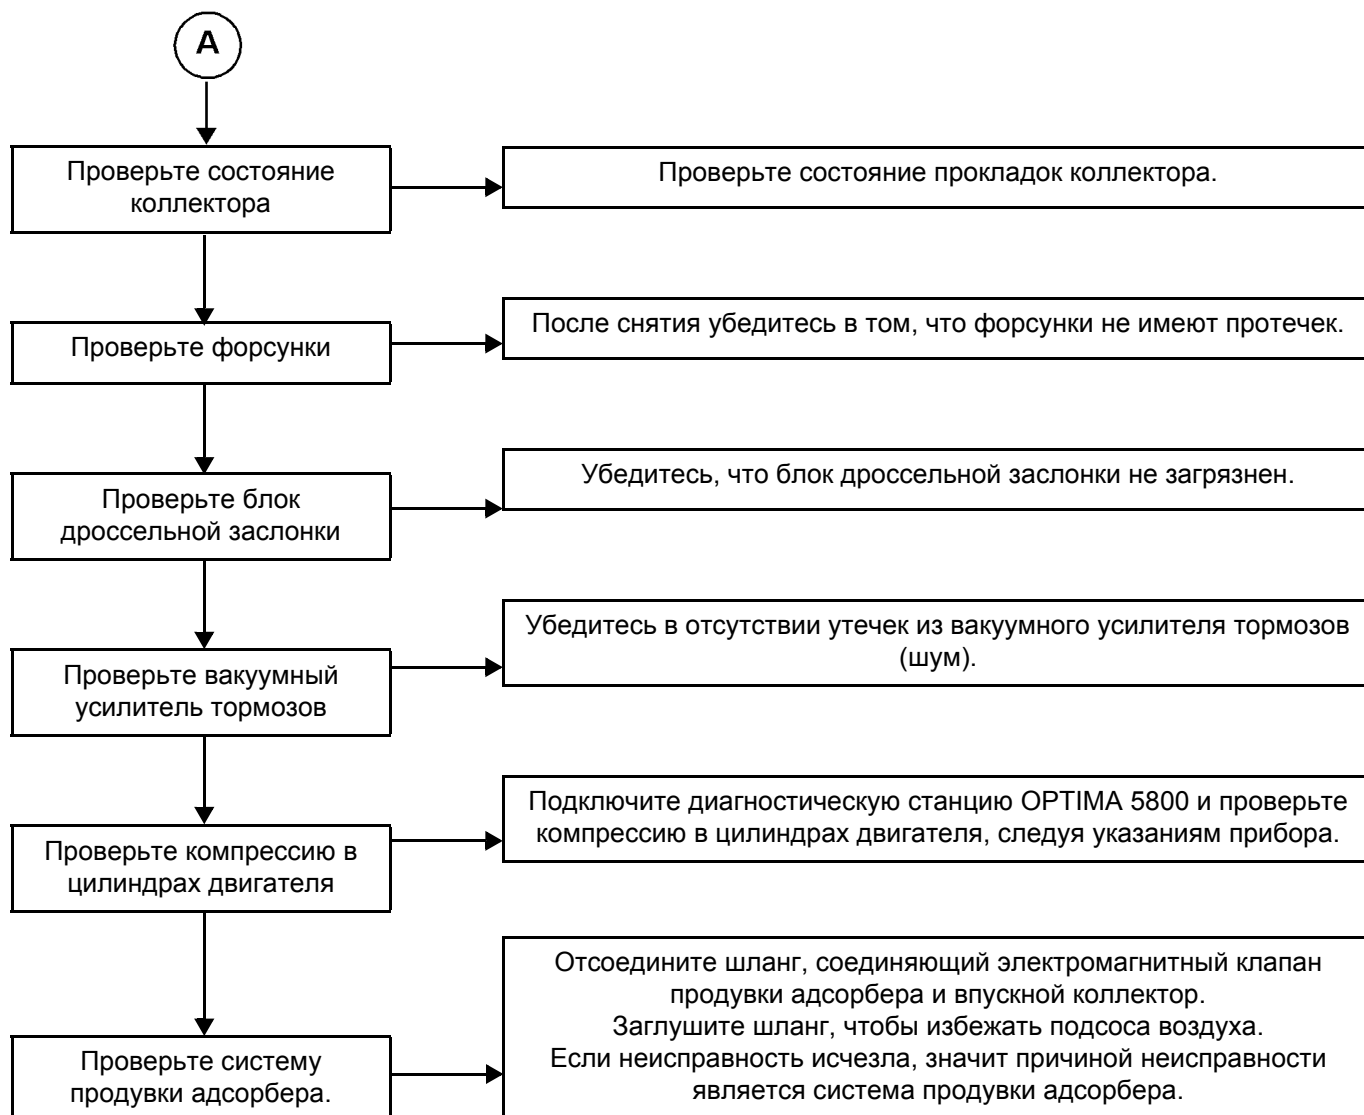 A
Проверьте состояние
коллектора
Проверьте состояние прокладок коллектора.
Проверьте форсунки
После снятия убедитесь в том, что форсунки не имеют протечек.
Проверьте блок
дроссельной заслонки
Убедитесь, что блок дроссельной заслонки не загрязнен.
Проверьте вакуумный
усилитель тормозов
Убедитесь в отсутствии утечек из вакуумного усилителя тормозов
(шум).
Проверьте компрессию в
цилиндрах двигателя
Подключите диагностическую станцию OPTIMA 5800 и проверьте
компрессию в цилиндрах двигателя, следуя указаниям прибора.
Проверьте систему
продувки адсорбера.
Отсоедините шланг, соединяющий электромагнитный клапан
продувки адсорбера и впускной коллектор.
Заглушите шланг, чтобы избежать подсоса воздуха.
Если неисправность исчезла, значит причиной неисправности
является система продувки адсорбера.